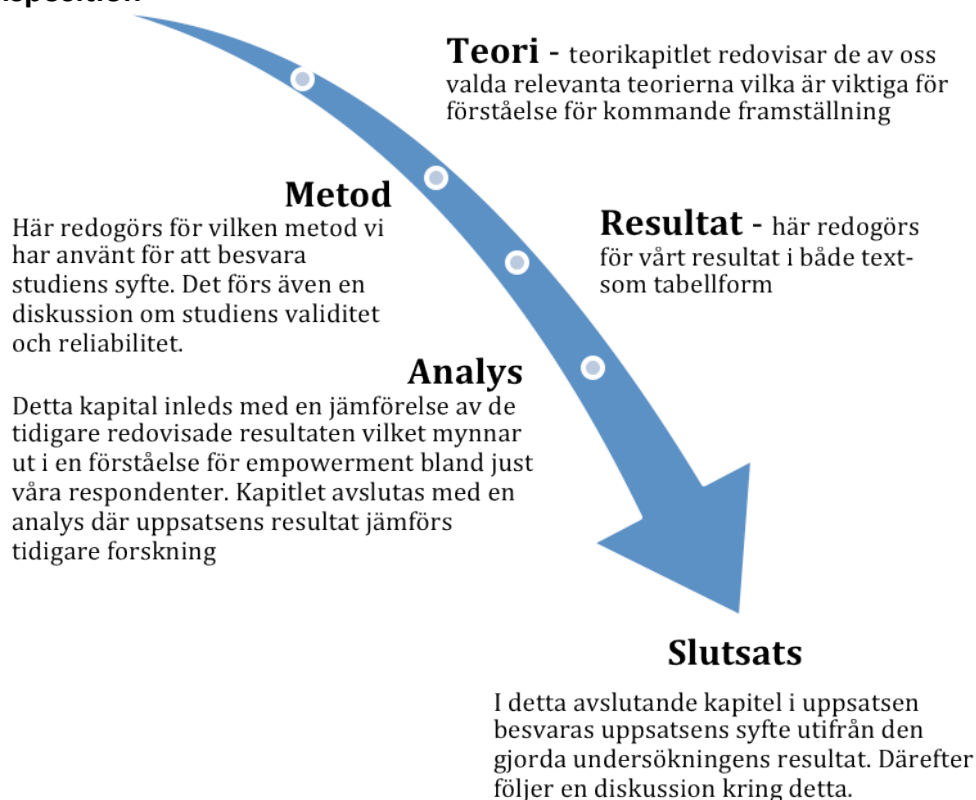 Teori - teorikapitlet redovisar de av oss
valda relevanta teorierna vilka är viktiga för
förståelse för kommande framställning
Metod
Här redogörs för vilken metod vi
har använt för att besvara
studiens syfte. Det förs även en
diskussion om studiens validitet
och reliabilitet.
Resultat - här redogörs
för vårt resultat i både text-
som tabellform
Analys
Detta kapital inleds med en jämförelse av de
tidigare redovisade resultaten vilket mynnar
ut i en förståelse för empowerment bland just
våra respondenter. Kapitlet avslutas med en
analys där uppsatsens resultat jämförs
tidigare forskning
Slutsats
I detta avslutande kapitel i uppsatsen
besvaras uppsatsens syfte utifrån den
gjorda undersökningens resultat. Därefter
följer en diskussion kring detta.